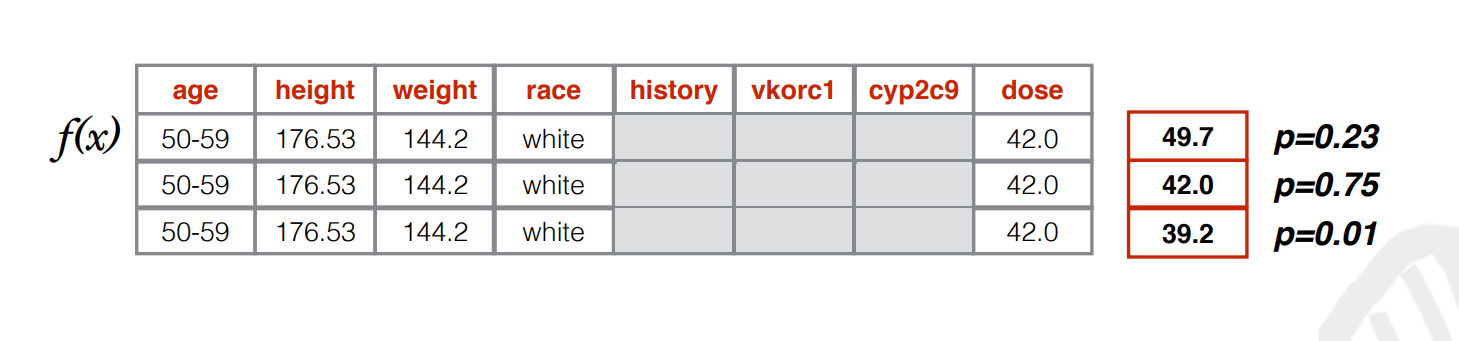 age height weight race history vkorc1 cyp2c9 dose
f(x) 50-59 176.53 144.2 white 42.0 49.7 p=0.23
50-59 176.53 144.2 white 42.0 42.0 p=0.75
50-59 176.53 144.2 white 42.0 39.2 p=0.01